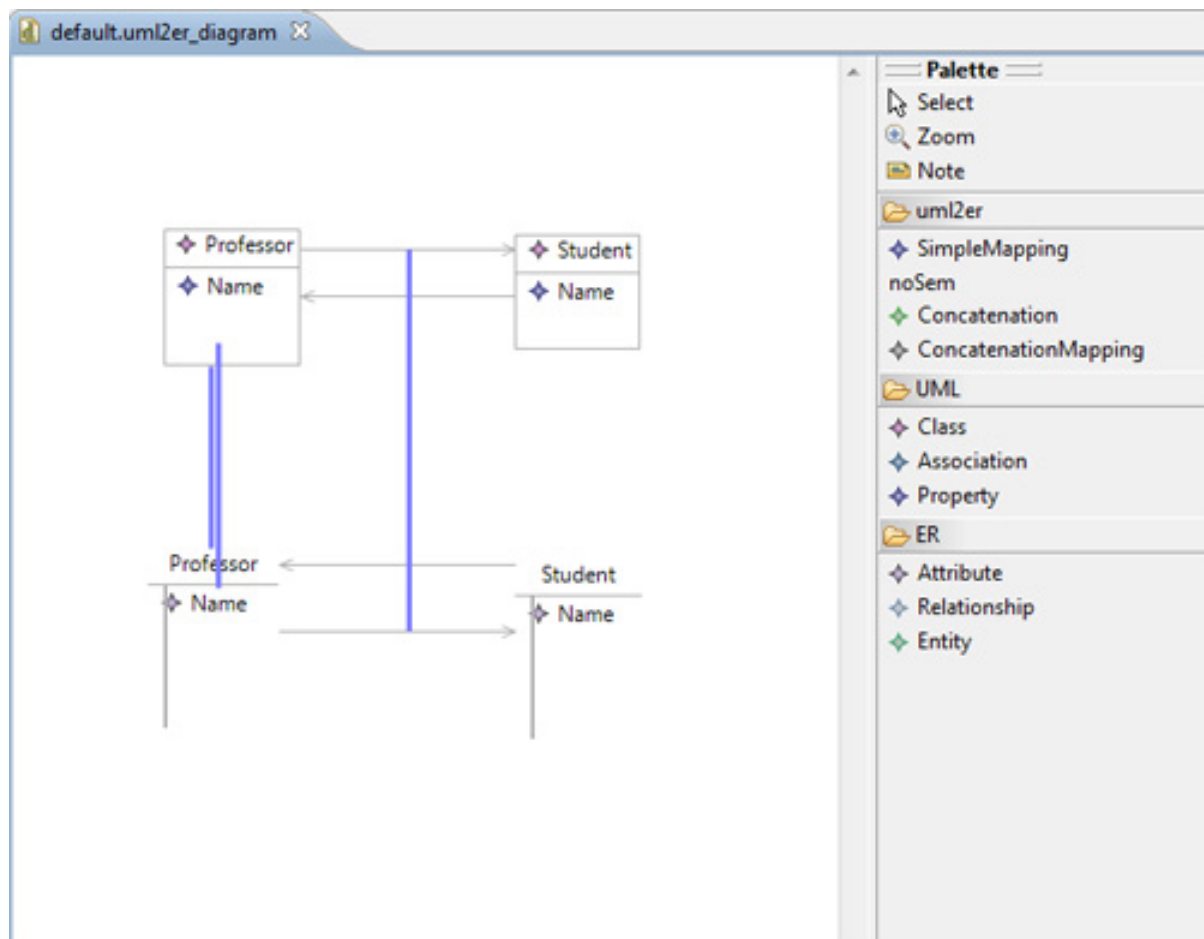 default.uml2er_diagram
Palette
Select
Zoom
Note
uml2er
SimpleMapping
noSem
Concatenation
ConcatenationMapping
UML
Class
Association
Property
ER
Attribute
Relationship
Entity
Professor
Name
Student
Name
Professor
Name
Student
Name